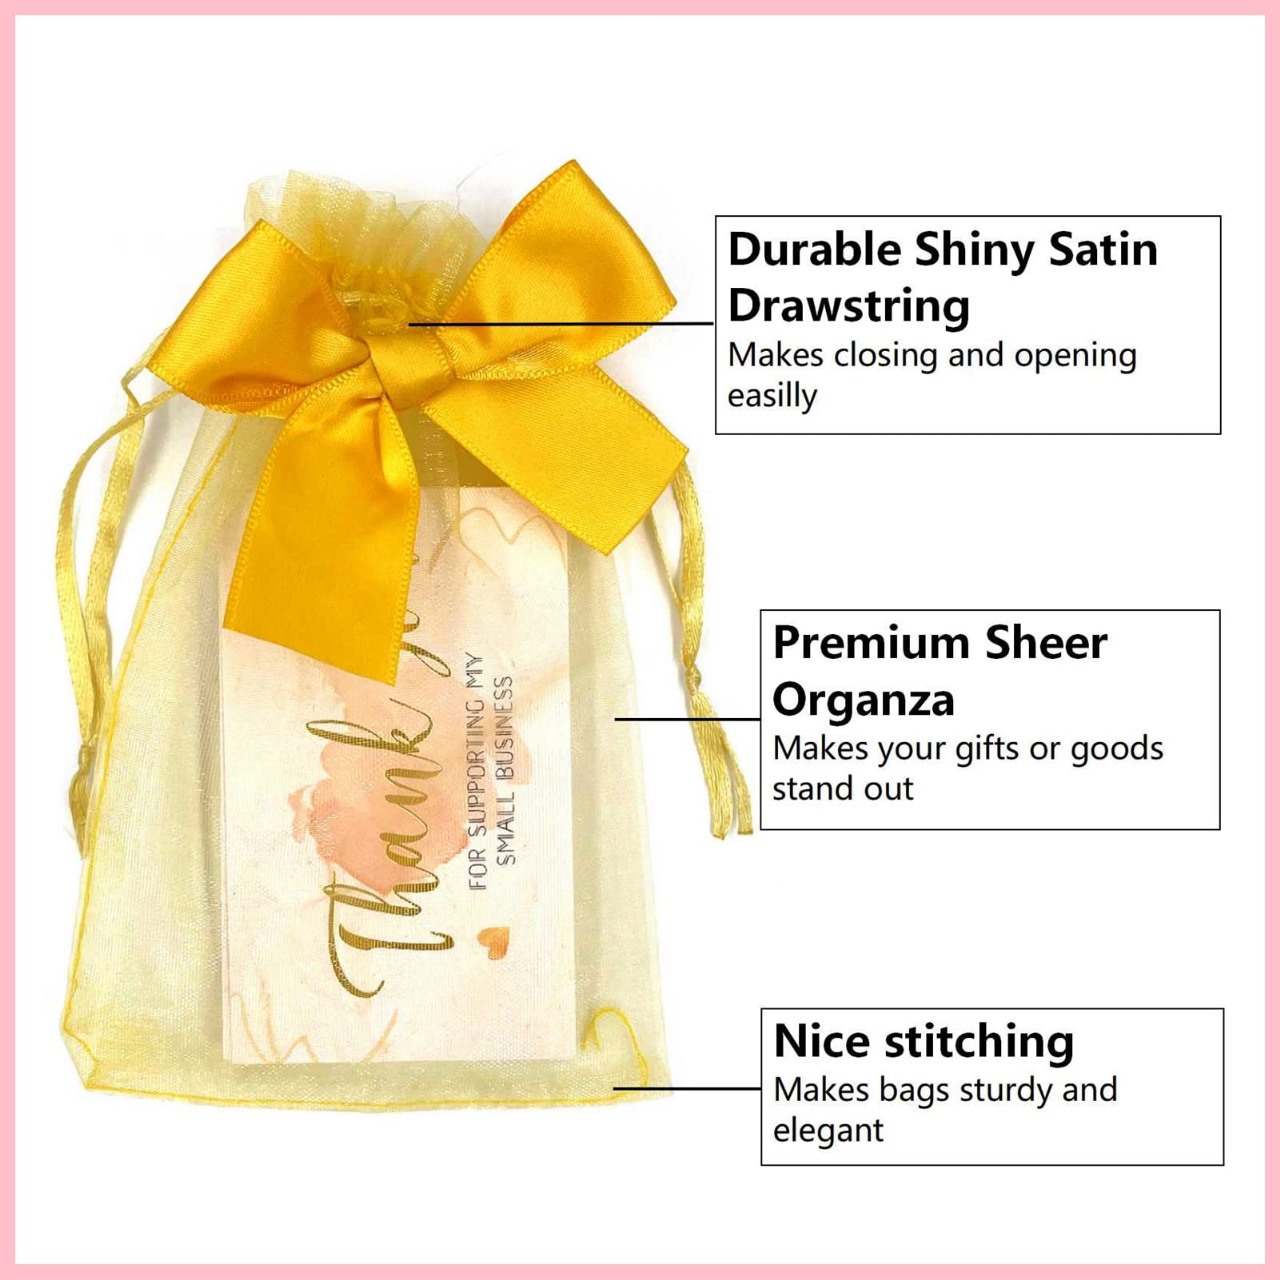 Durable Shiny Satin
Drawstring
Makes closing and opening
easilly
Thank
FOR SUPPORTING MY
SMALL BUSINESS
Premium Sheer
Organza
Makes your gifts or goods
stand out
Nice stitching
Makes bags sturdy and
elegant